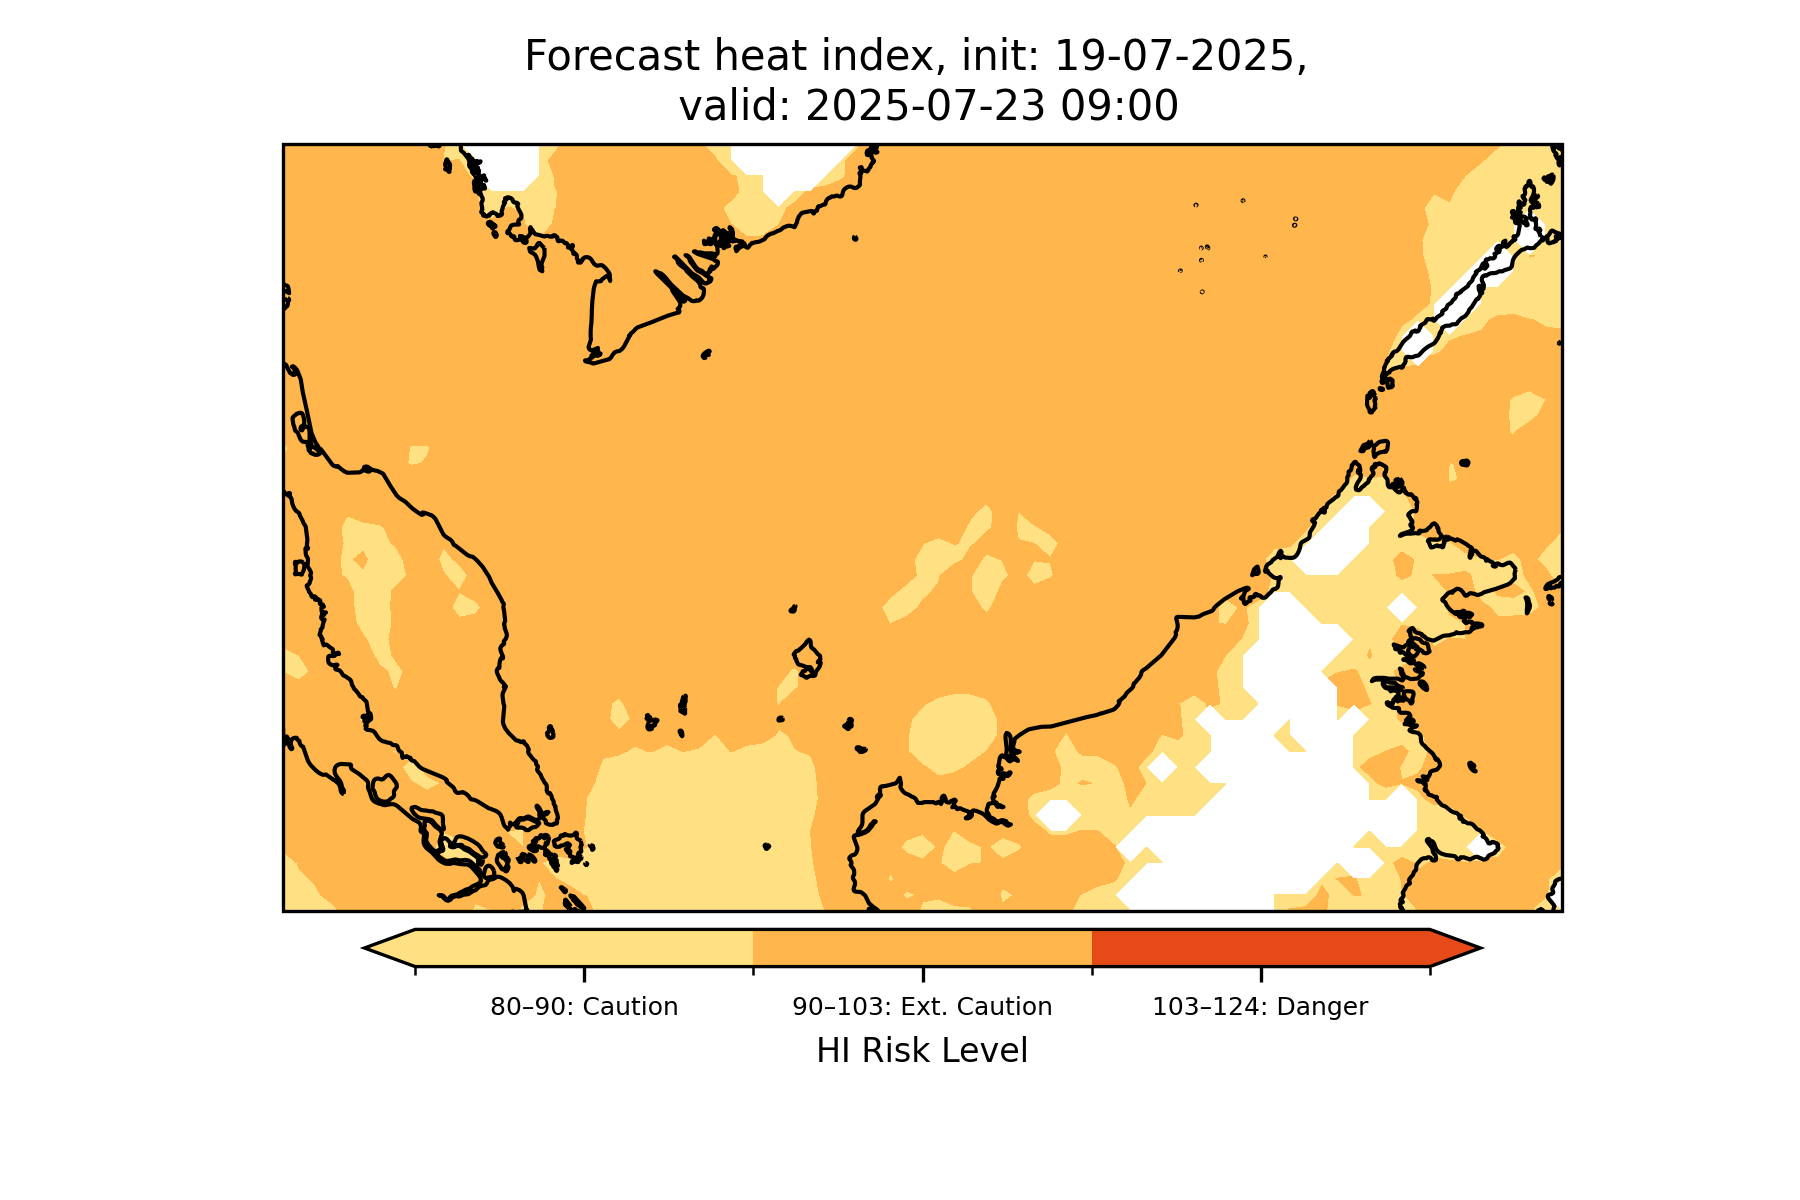 Forecast heat index, init: 19-07-2025,
valid: 2025-07-23 09:00
80–90: Caution
90–103: Ext. Caution
103–124: Danger
HI Risk Level